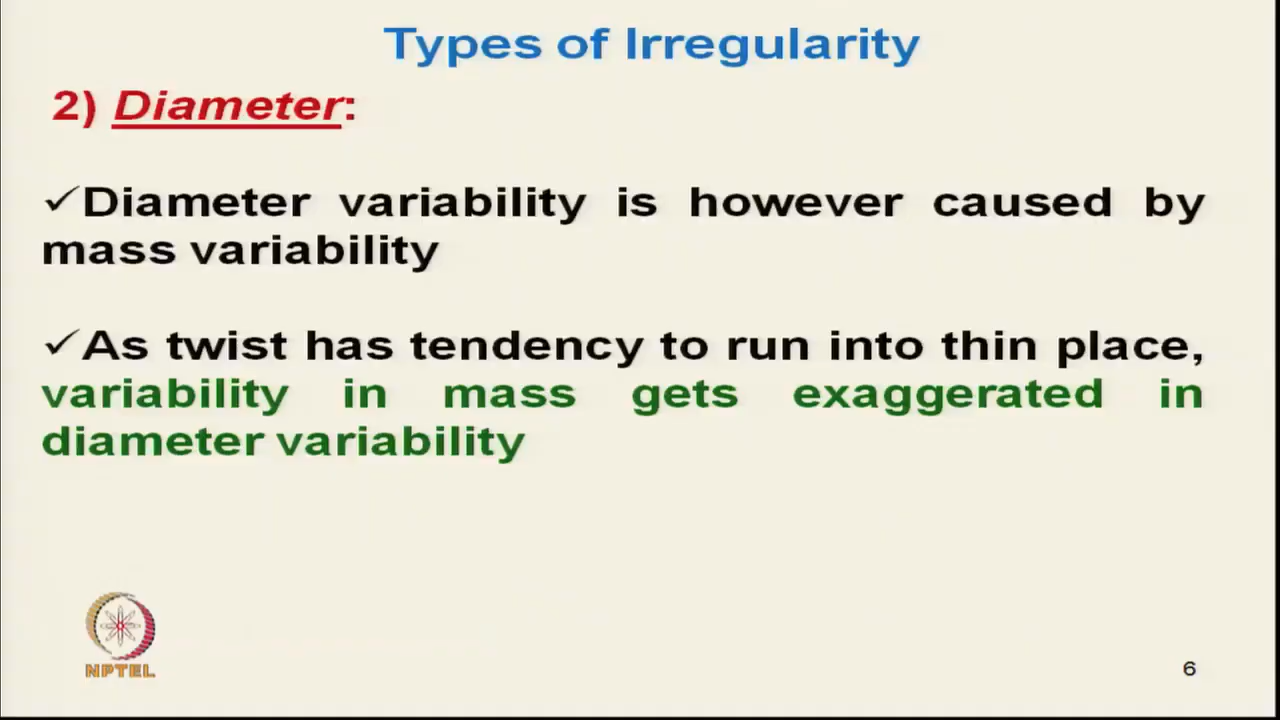 Types of Irregularity
2) Diameter:
✓Diameter variability is however caused by
mass variability
✓As twist has tendency to run into thin place,
variability in mass gets exaggerated in
diameter variability
NPTEL
6